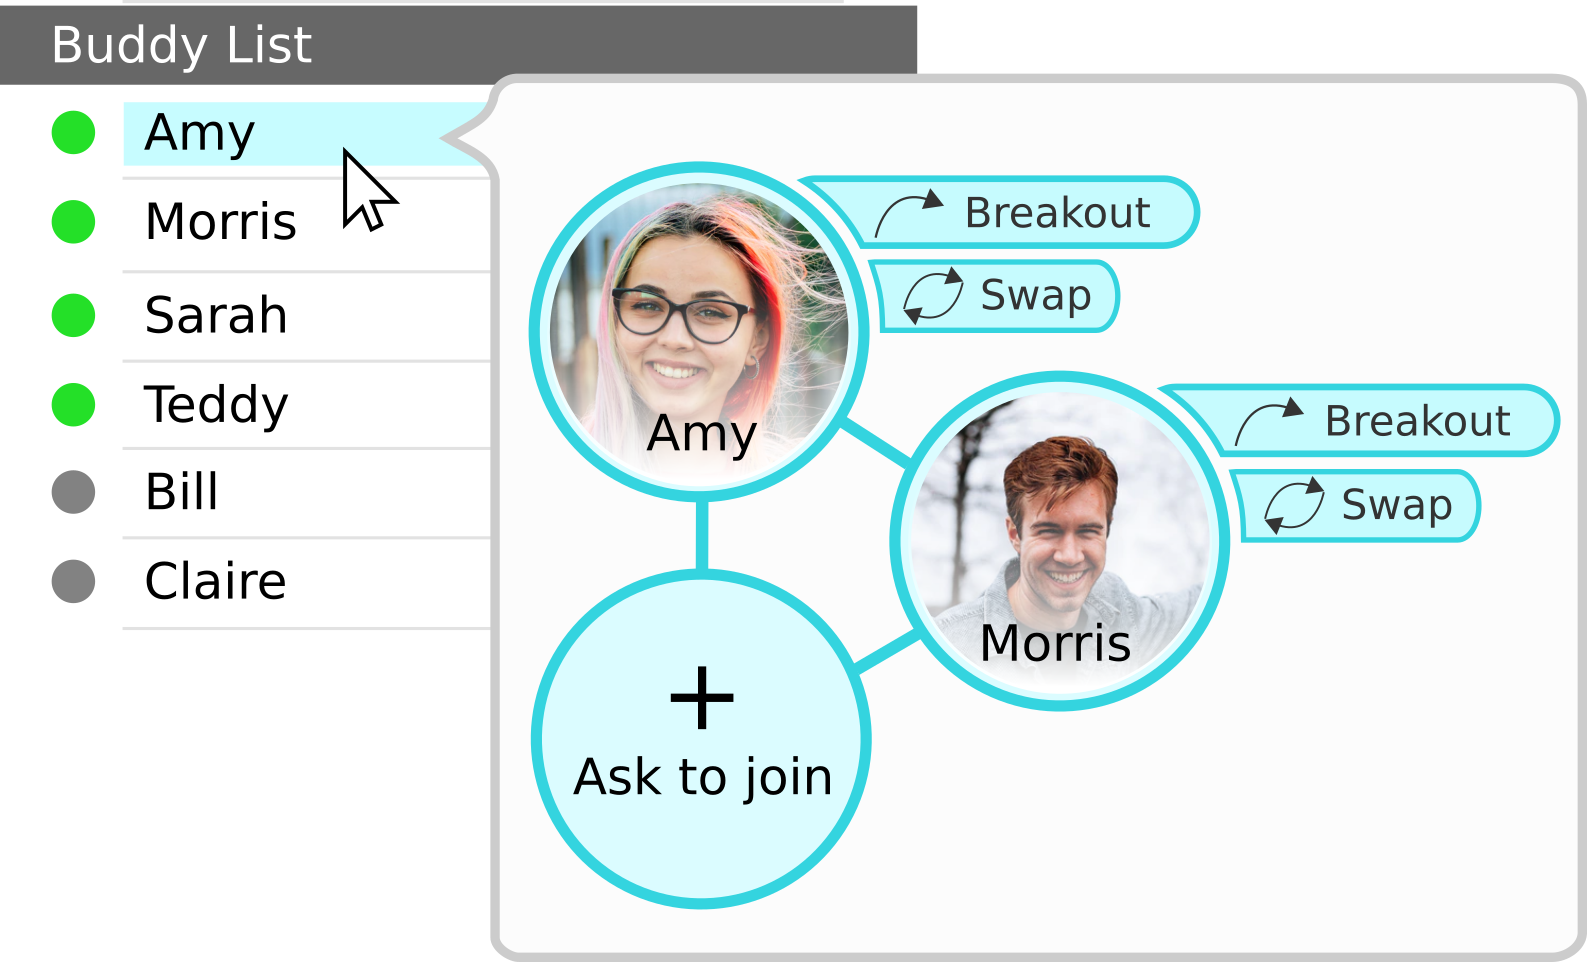 Buddy List
Amy
Morris
Sarah
Teddy
Bill
Claire
Breakout
Swap
Amy
Breakout
Swap
Morris
Ask to join